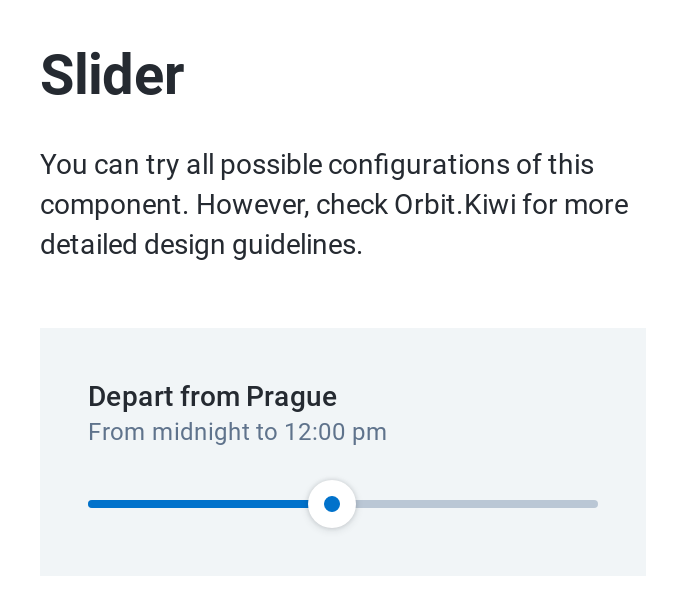 Slider
You can try all possible configurations of this
component. However, check Orbit.Kiwi for more
detailed design guidelines.
Depart from Prague
From midnight to 12:00 pm